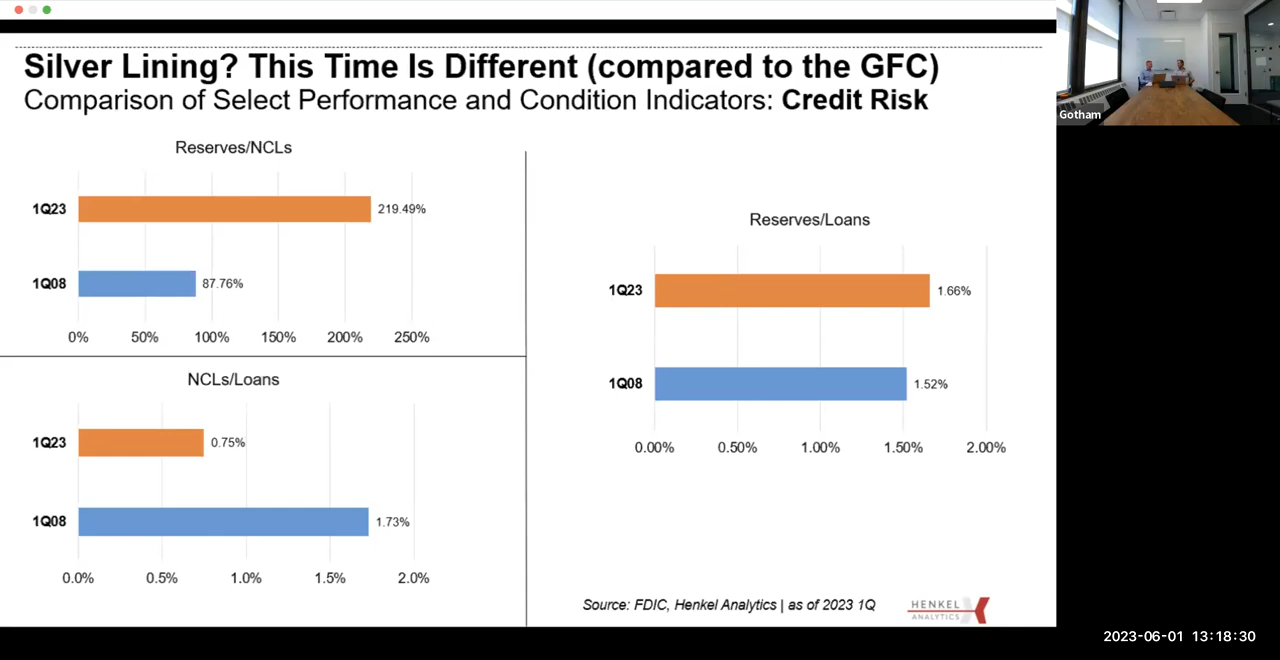 Silver Lining? This Time Is Different (compared to the GFC)
Comparison of Select Performance and Condition Indicators: Credit Risk
Reserves/NCLs
1Q23
219.49%
1Q08
87.76%
0% 50% 100% 150% 200% 250%
NCLs/Loans
1Q23
0.75%
1Q08
1.73%
0.0% 0.5% 1.0% 1.5% 2.0%
Reserves/Loans
1Q23
1.66%
1Q08
1.52%
0.00% 0.50% 1.00% 1.50% 2.00%
Source: FDIC, Henkel Analytics | as of 2023 1Q
HENKEL
ANALYTICS
Gotham
2023-06-01 13:18:30